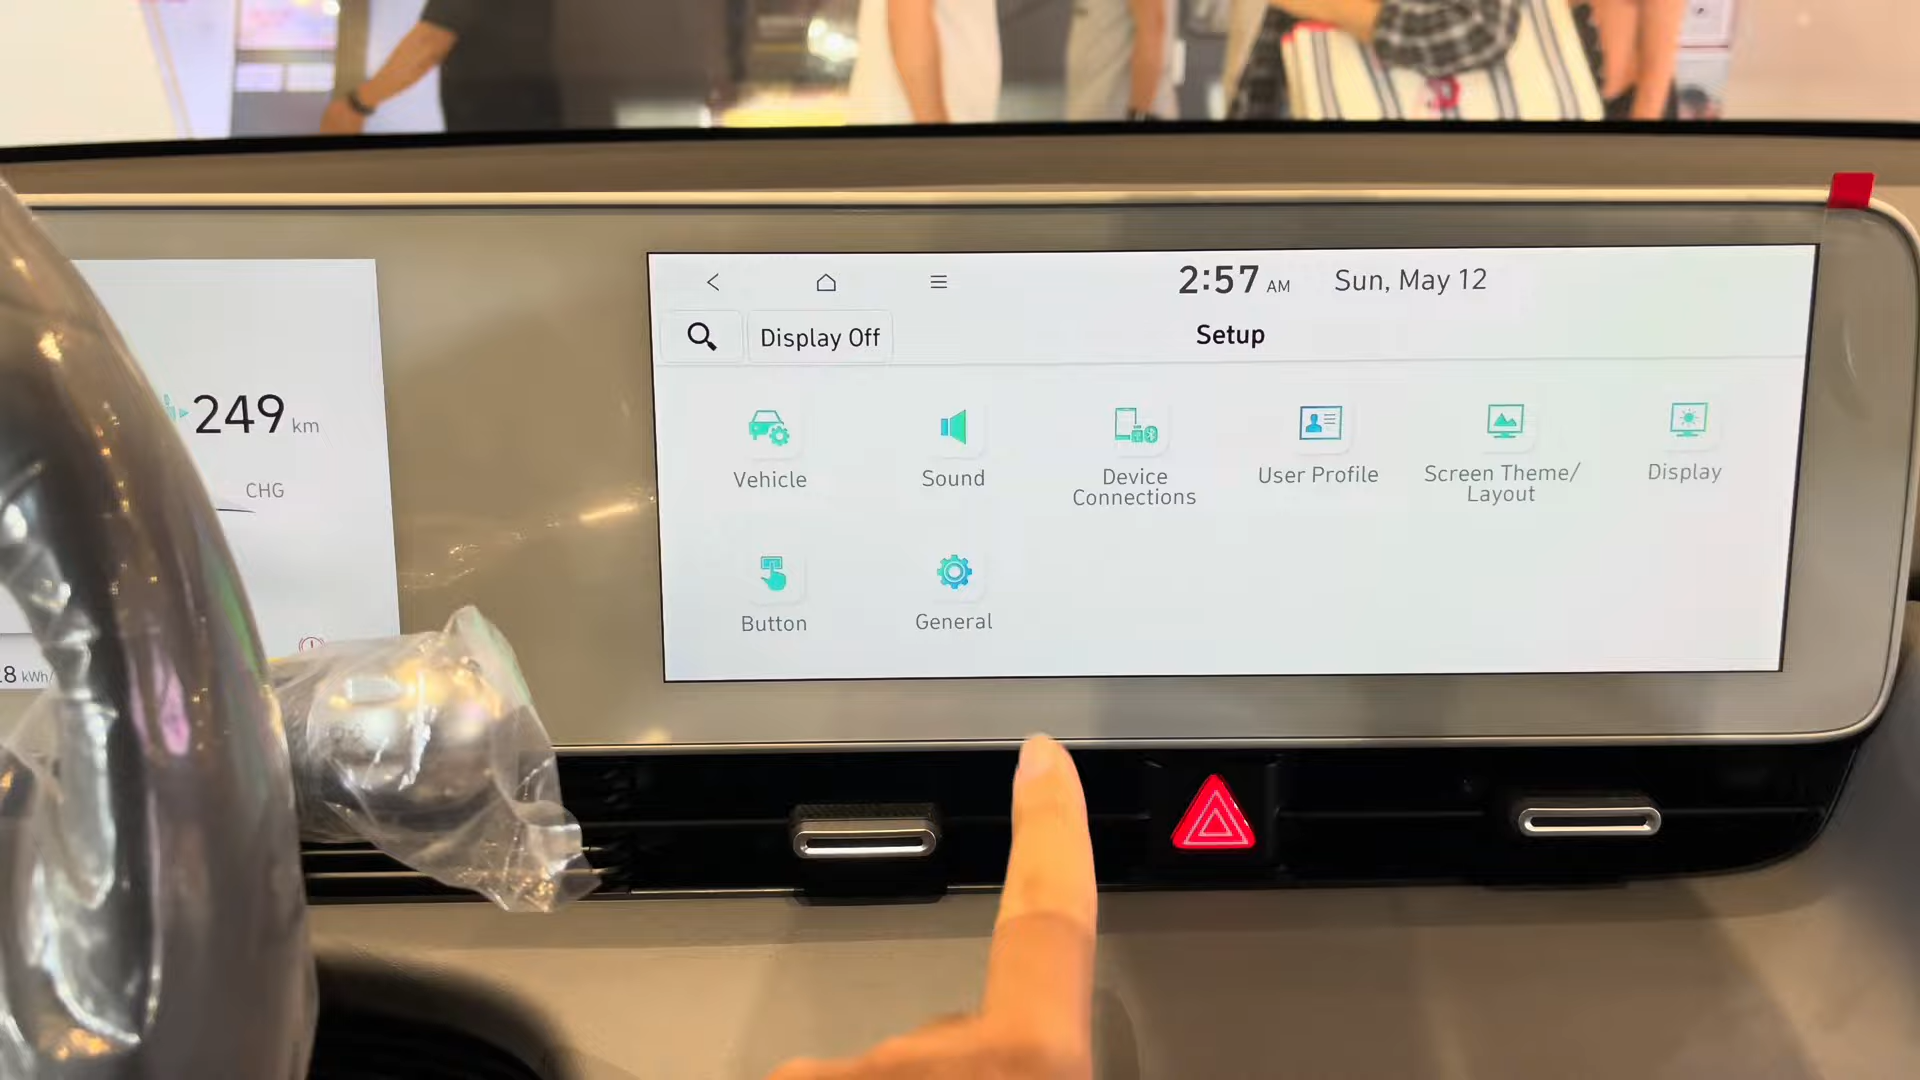 249 km
CHG
8 kWh/
2:57 AM Sun, May 12
Display Off
Setup
Vehicle
Sound
Device
Connections
User Profile
Screen Theme/
Layout
Display
Button
General